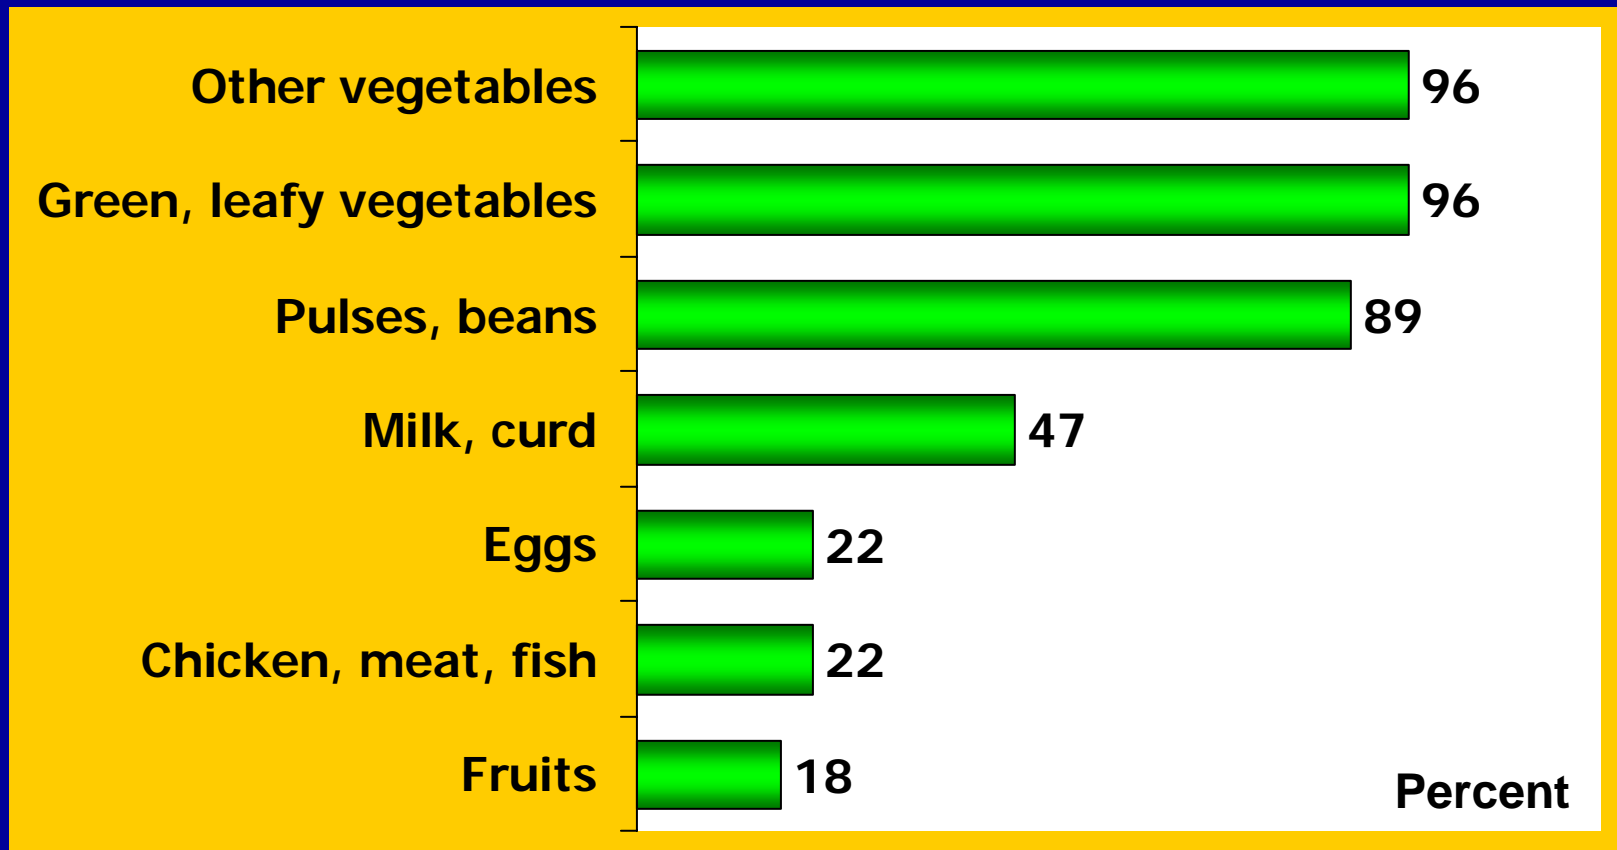 Other vegetables 96
Green, leafy vegetables 96
Pulses, beans 89
Milk, curd 47
Eggs 22
Chicken, meat, fish 22
Fruits 18
Percent